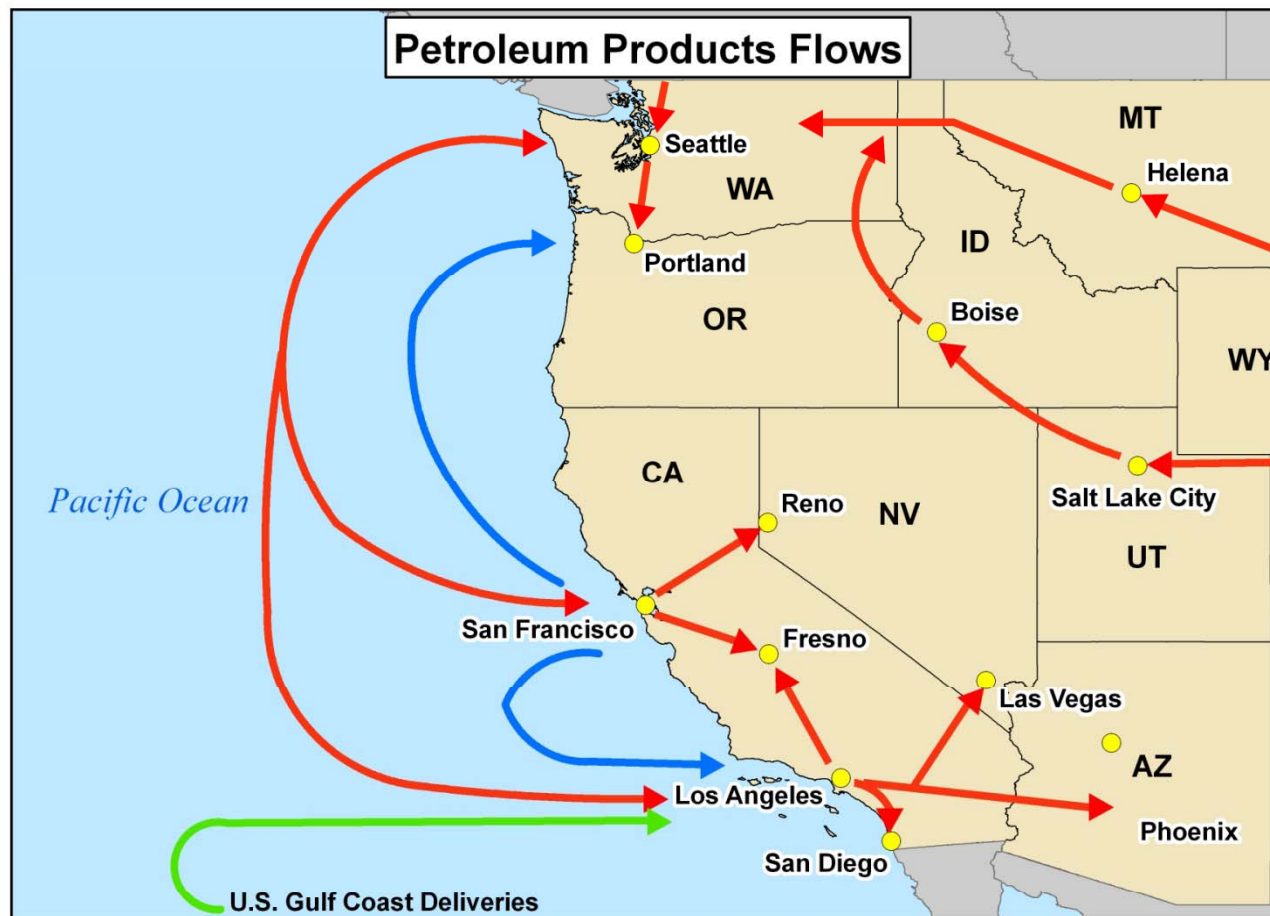 Petroleum Products Flows
MT
Seattle
Helena
WA
ID
Portland
Boise
OR
WY
CA
Pacific Ocean
Reno
NV
Salt Lake City
UT
San Francisco
Fresno
Las Vegas
AZ
Los Angeles
Phoenix
San Diego
U.S. Gulf Coast Deliveries